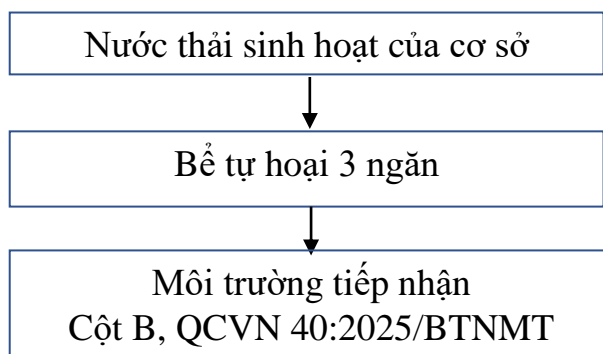 Nước thải sinh hoạt của cơ sở
Bể tự hoại 3 ngăn
Môi trường tiếp nhận
Cột B, QCVN 40:2025/BTNMT